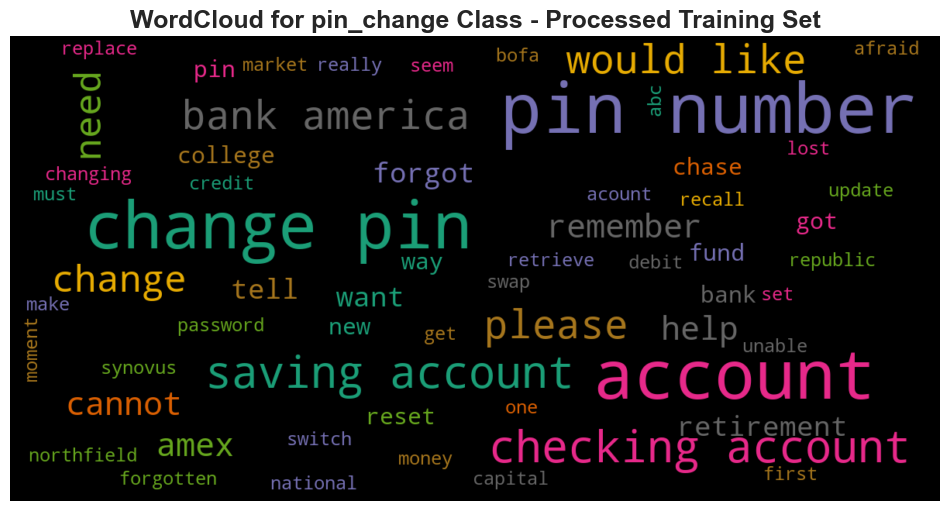 WordCloud for pin_change Class - Processed Training Set
replace
pin
market
really
seem
bofa
would like
afraid
need
bank america
pin number
abc
college
forgot
chase
lost
changing
credit
must
acount
recall
update
change pin
remember
got
way
retrieve
debit
fund
republic
change
tell
want
swap
bank
set
make
moment
password
new
get
please
help
unable
synovus
saving account
account
cannot
reset
one
retirement
amex
switch
checking account
northfield
forgotten
national
money
capital
first